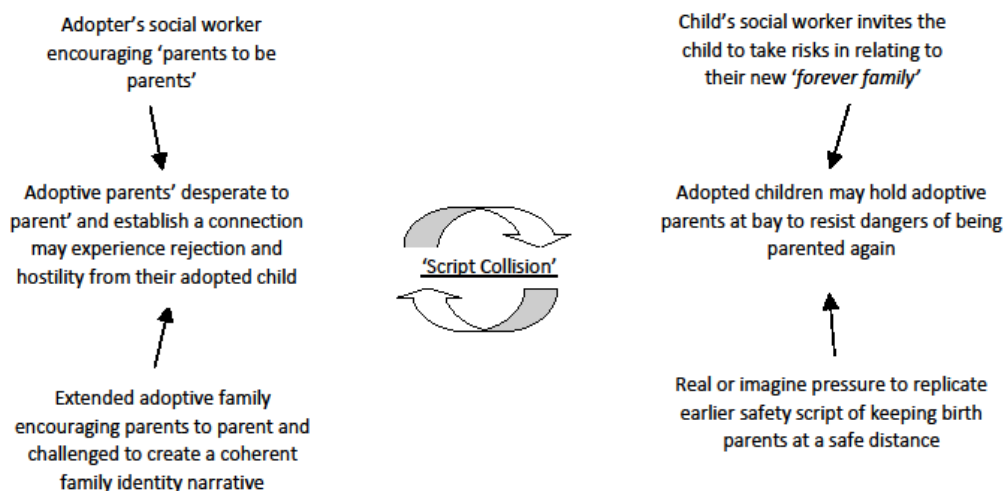 Adopter's social worker
encouraging 'parents to be
parents'
Child's social worker invites the
child to take risks in relating to
their new 'forever family'
Adoptive parents' desperate to
parent' and establish a connection
may experience rejection and
hostility from their adopted child
'Script Collision'
Adopted children may hold adoptive
parents at bay to resist dangers of being
parented again
Extended adoptive family
encouraging parents to parent and
challenged to create a coherent
family identity narrative
Real or imagine pressure to replicate
earlier safety script of keeping birth
parents at a safe distance